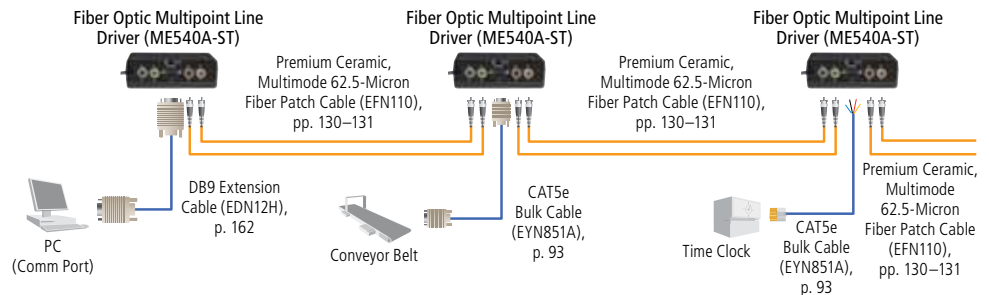 Fiber Optic Multipoint Line
Driver (ME540A-ST)
Fiber Optic Multipoint Line
Driver (ME540A-ST)
Fiber Optic Multipoint Line
Driver (ME540A-ST)
Premium Ceramic,
Multimode 62.5-Micron
Fiber Patch Cable (EFN110),
pp. 130–131
Premium Ceramic,
Multimode 62.5-Micron
Fiber Patch Cable (EFN110),
pp. 130–131
Premium Ceramic,
Multimode
62.5-Micron
Fiber Patch Cable
(EFN110),
pp. 130–131
DB9 Extension
Cable (EDN12H),
p. 162
PC
(Comm Port)
CAT5e
Bulk Cable
(EYN851A),
p. 93
Conveyor Belt
Time Clock
CAT5e
Bulk Cable
(EYN851A),
p. 93